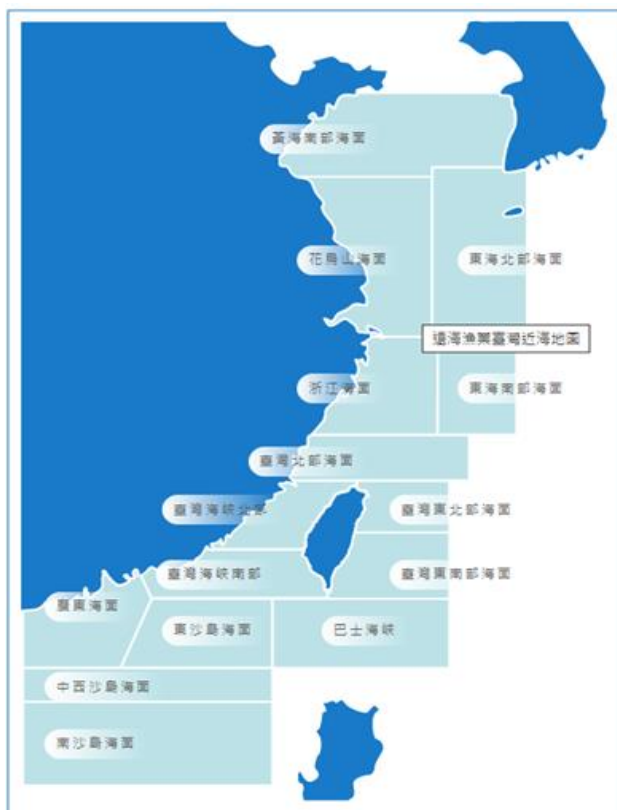 黃海南部海面
花鳥山海面
東海北部海面
遠海漁業臺灣近海地圖
浙江海面
東海南部海面
臺灣北部海面
臺灣海峽北部
臺灣東北部海面
臺灣海峽南部
臺灣東南部海面
廣東海面
東沙島海面
巴士海峽
中西沙島海面
南沙島海面